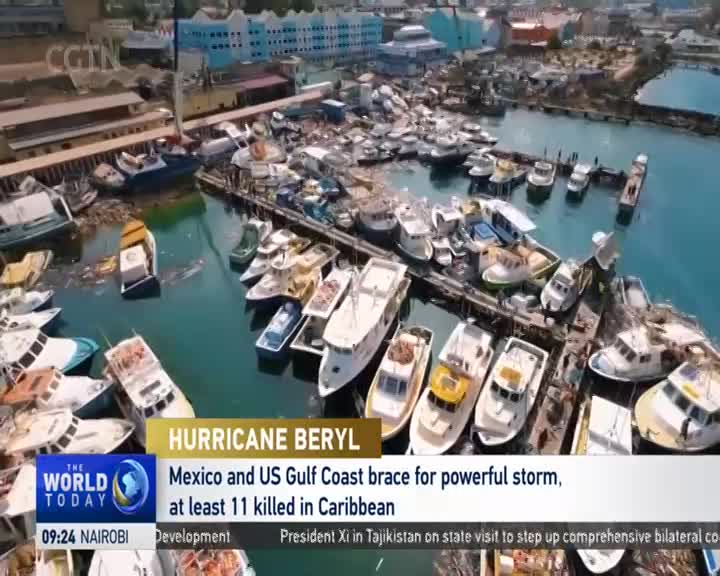 CGTN
HURRICANE BERYL
Mexico and US Gulf Coast brace for powerful storm,
at least 11 killed in Caribbean
THE
WORLD
TODAY
09:24 NAIROBI
Development President Xi in Tajikistan on state visit to step up comprehensive bilateral co